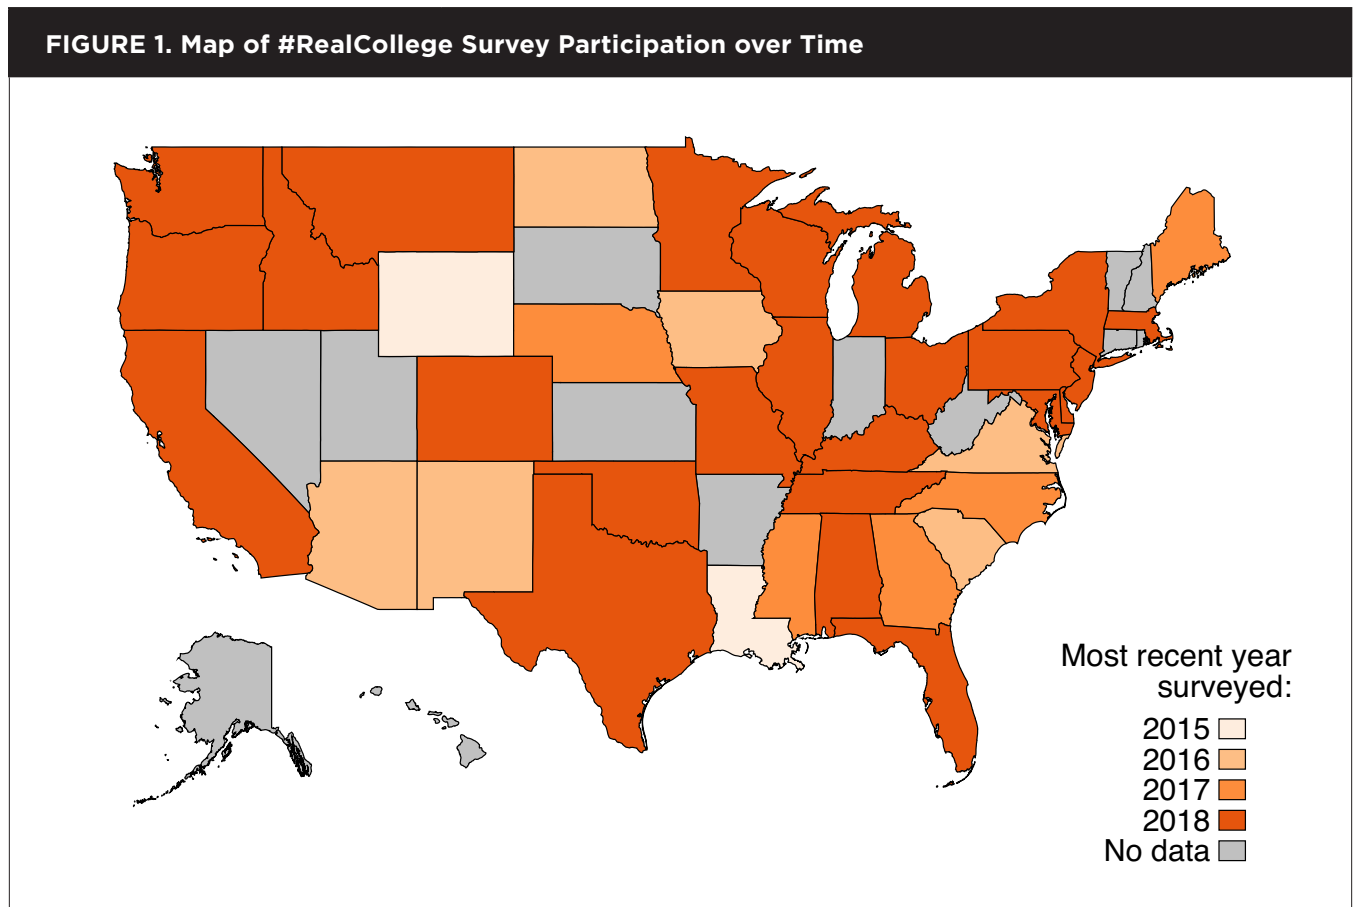 FIGURE 1. Map of #RealCollege Survey Participation over Time
Most recent year
surveyed:
2015
2016
2017
2018
No data